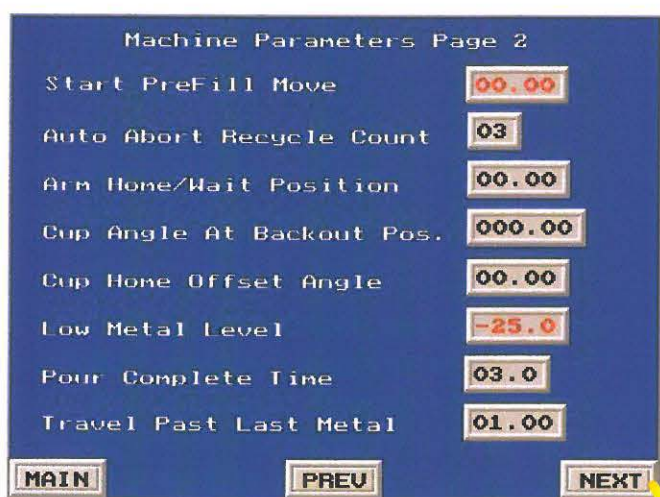 Machine Parameters Page 2
Start PreFill Move 00.00
Auto Abort Recycle Count 03
Arm Home/Wait Position 00.00
Cup Angle At Backout Pos. 000.00
Cup Home Offset Angle 00.00
Low Metal Level -25.0
Pour Complete Time 03.0
Travel Past Last Metal 01.00
MAIN PREV NEXT